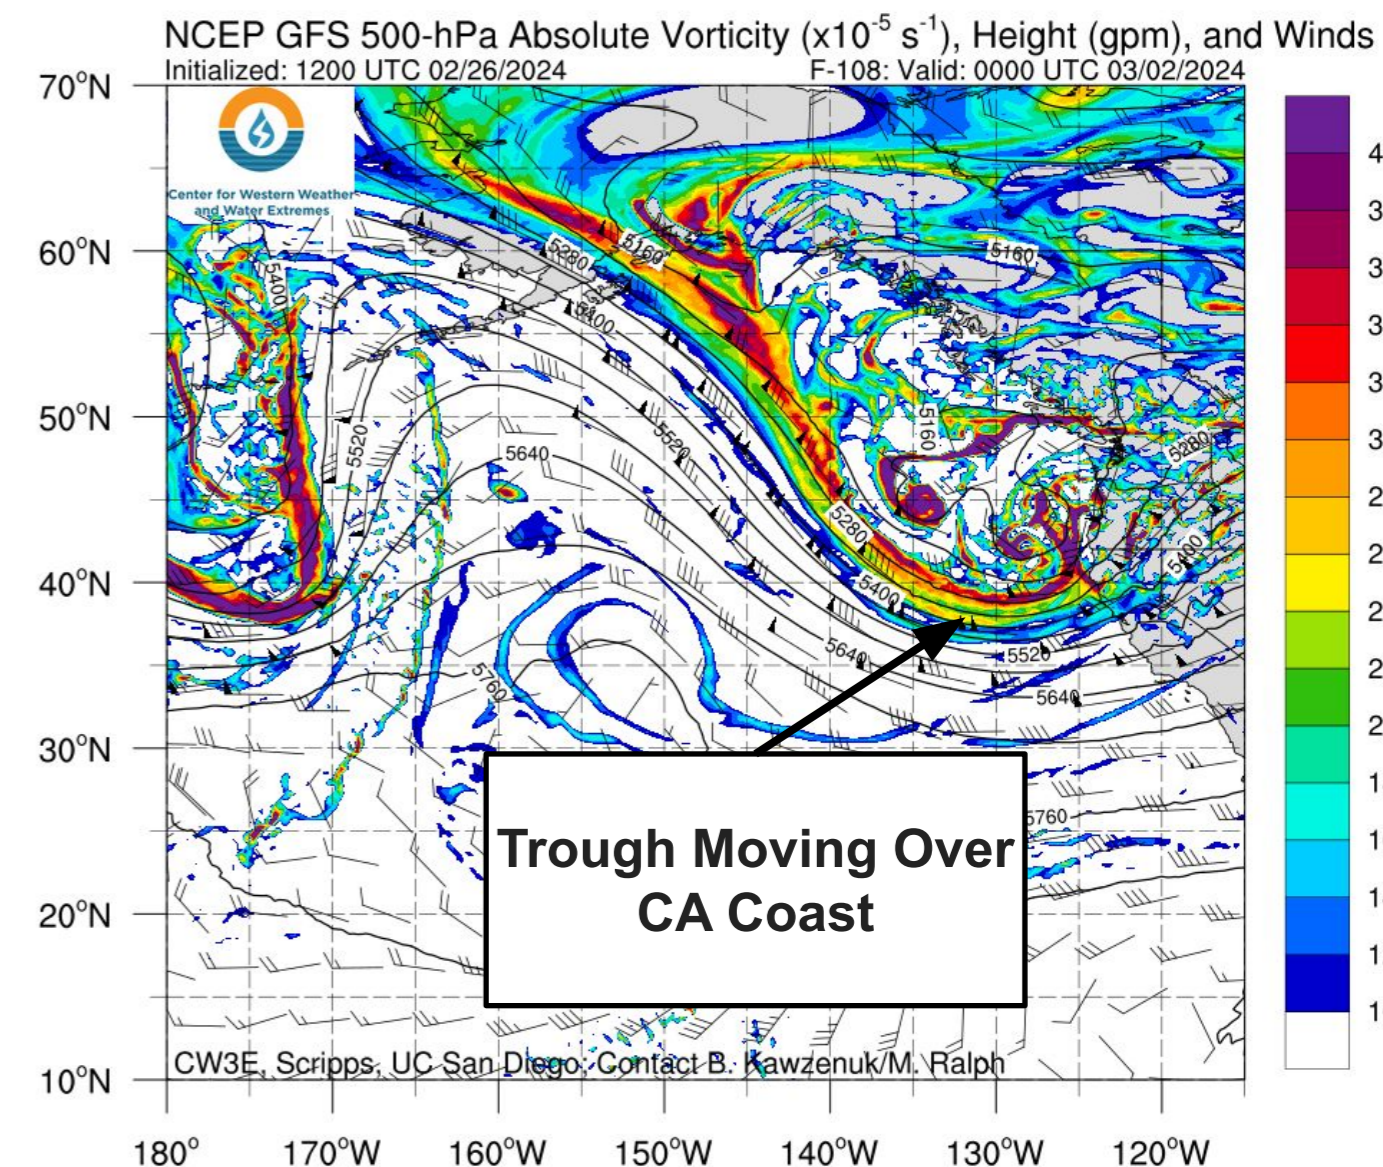 NCEP GFS 500-hPa Absolute Vorticity (x10⁻⁵ s⁻¹), Height (gpm), and Winds
Initialized: 1200 UTC 02/26/2024
F-108: Valid: 0000 UTC 03/02/2024
Center for Western Weather
and Water Extremes
70°N
60°N
50°N
40°N
30°N
20°N
10°N
5400
5280
5160
5160
5400
5520
5520
5640
5160
5280
5280
5400
5400
5640
5520
5640
5760
5760
Trough Moving Over
CA Coast
CW3E, Scripps, UC San Diego; Contact B. Kawzenuk/M. Ralph
180° 170°W 160°W 150°W 140°W 130°W 120°W
4
3
3
3
3
3
2
2
2
2
2
1
1
1
1
1